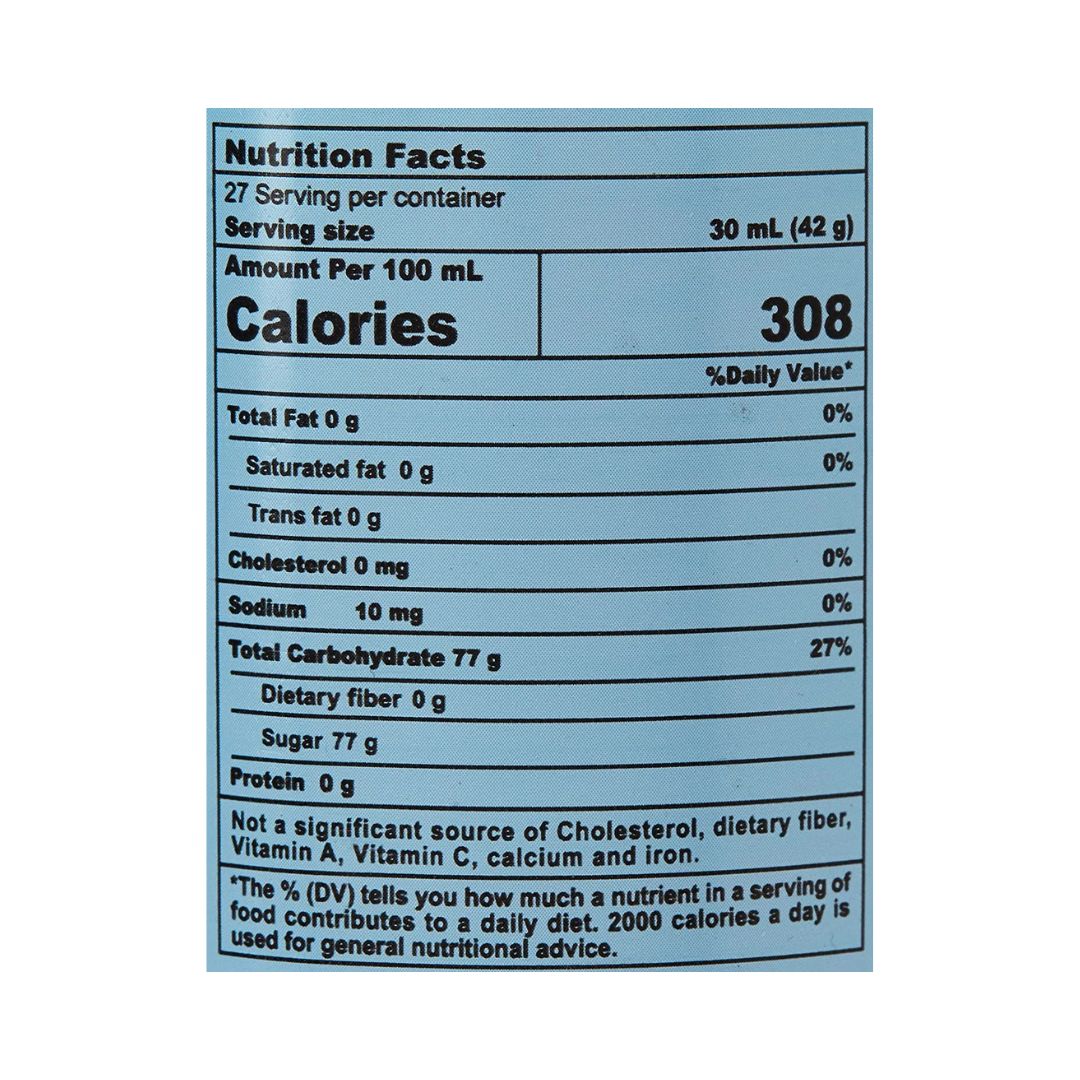 Nutrition Facts
27 Serving per container
Serving size 30 mL (42 g)
Amount Per 100 mL
Calories 308
%Daily Value*
Total Fat 0 g 0%
Saturated fat 0 g 0%
Trans fat 0 g
Cholesterol 0 mg 0%
Sodium 10 mg 0%
Total Carbohydrate 77 g 27%
Dietary fiber 0 g
Sugar 77 g
Protein 0 g
Not a significant source of Cholesterol, dietary fiber,
Vitamin A, Vitamin C, calcium and iron.
*The % (DV) tells you how much a nutrient in a serving of
food contributes to a daily diet. 2000 calories a day is
used for general nutritional advice.